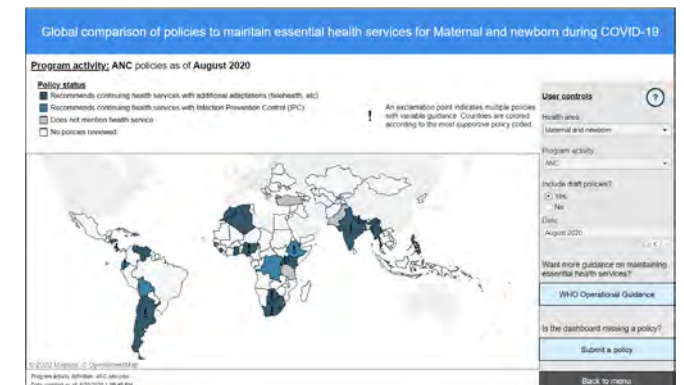 Global comparison of policies to maintain essential health services for Maternal and newborn during COVID-19
Program activity: ANC policies as of August 2020
Policy status
Recommends continuing health services with additional adaptations (telehealth, etc)
Recommends continuing health services with Infection Prevention Control (IPC)
Does not mention health service
No policies reviewed
! An exclamation point indicates multiple policies
with variable guidance. Countries are colored
according to the most supportive policy coded.
User controls
?
Health area
Maternal and newborn
Program activity
ANC
Include draft policies?
Yes
No
Date
August 2020
Want more guidance on maintaining
essential health services?
WHO Operational Guidance
Is the dashboard missing a policy?
Submit a policy
Back to menu
© 2020 Mapbox © OpenStreetMap
Program activity definition: ANC services